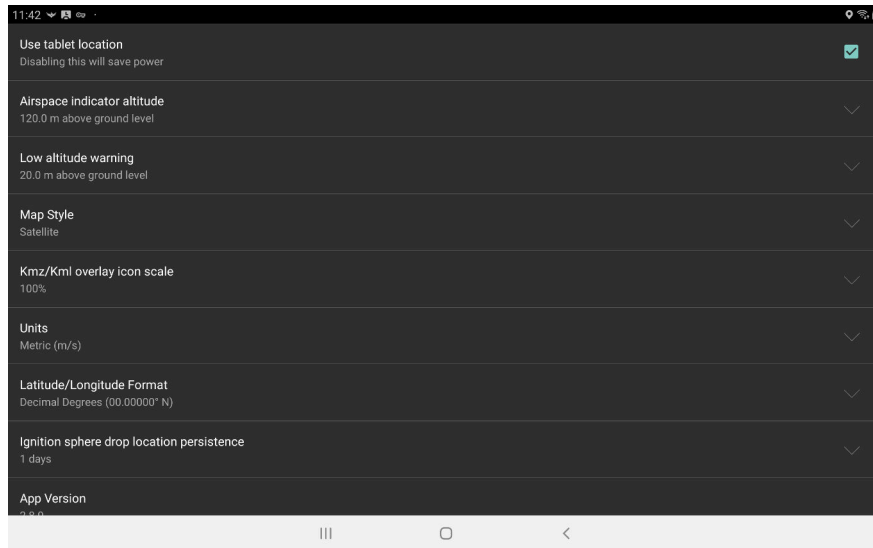 11:42
Use tablet location
Disabling this will save power
Airspace indicator altitude
120.0 m above ground level
Low altitude warning
20.0 m above ground level
Map Style
Satellite
Kmz/Kml overlay icon scale
100%
Units
Metric (m/s)
Latitude/Longitude Format
Decimal Degrees (00.00000° N)
Ignition sphere drop location persistence
1 days
App Version